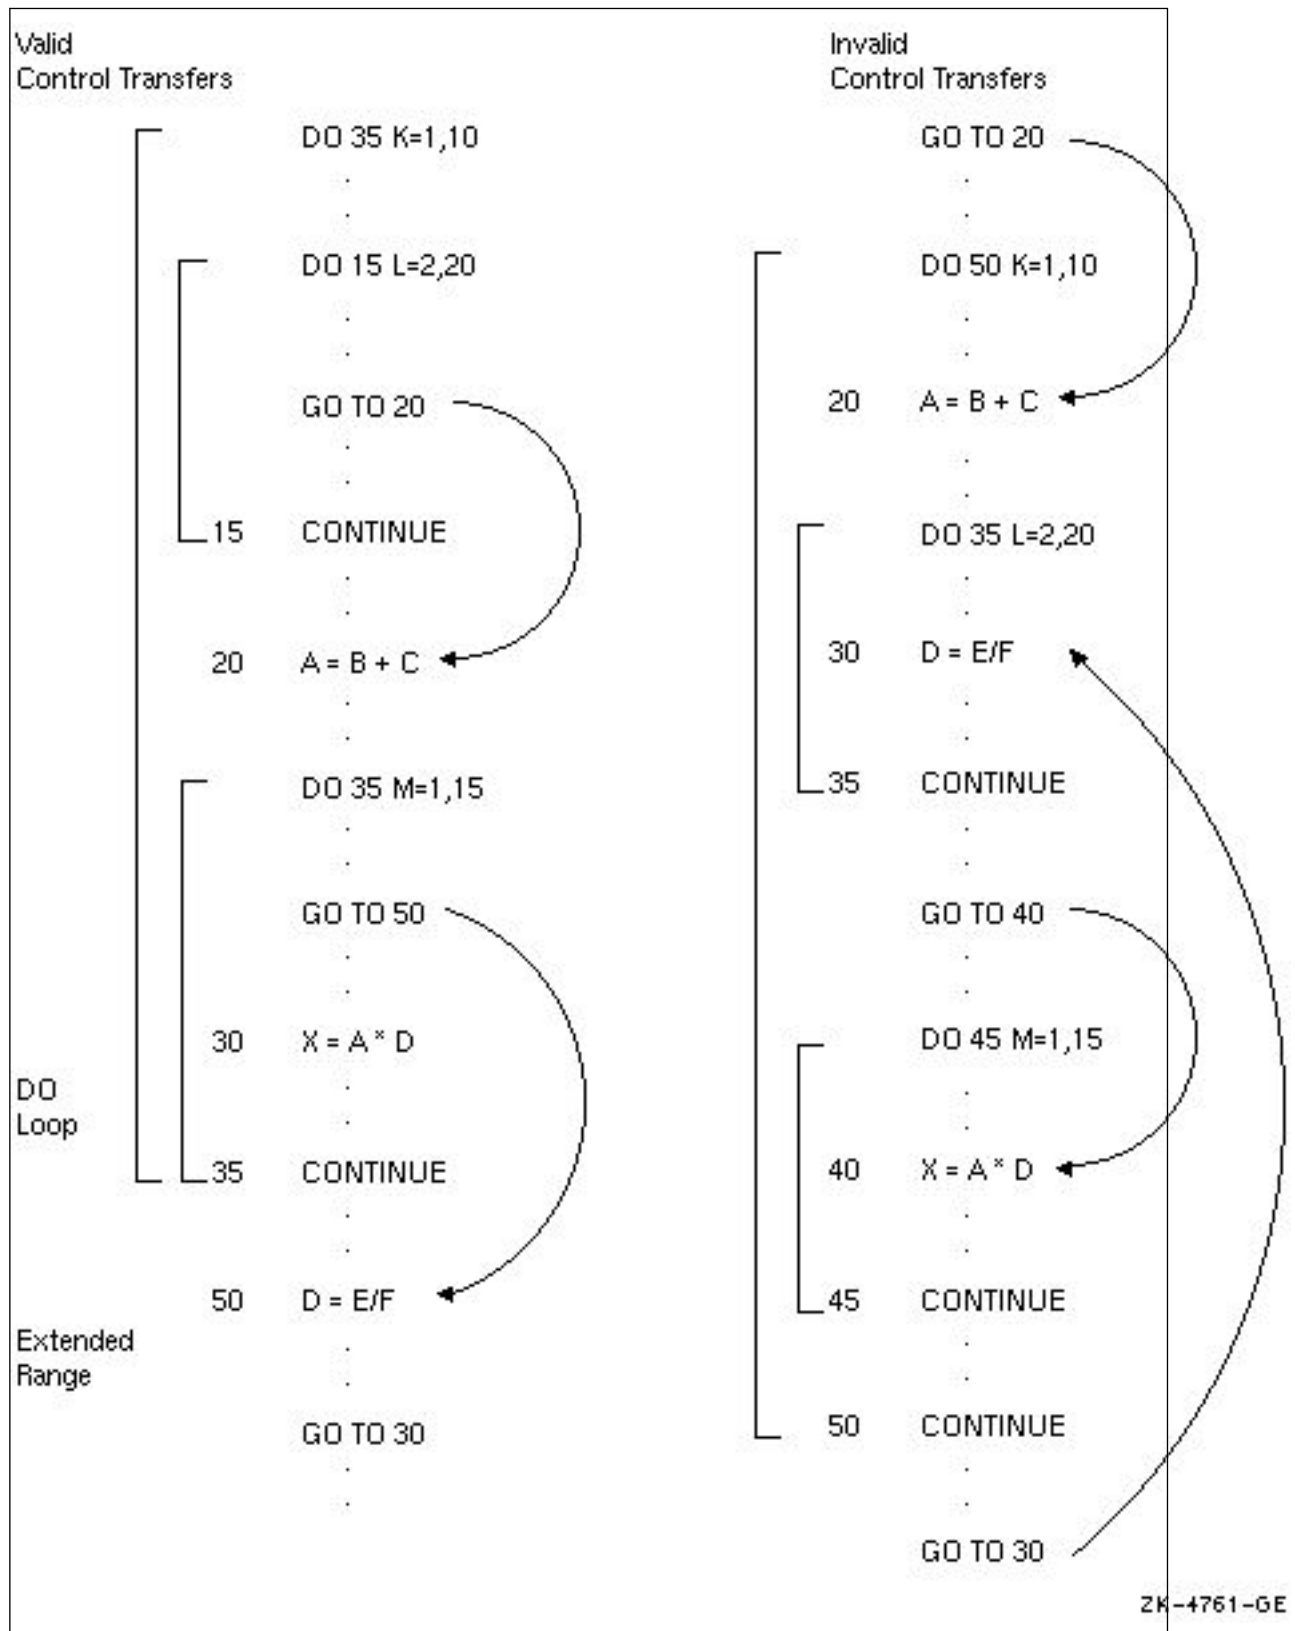 Valid
Control Transfers
DO 35 K=1,10
.
.
DO 15 L=2,20
.
.
GO TO 20
.
.
15 CONTINUE
.
.
20 A = B + C
.
.
DO 35 M=1,15
.
.
GO TO 50
.
.
30 X = A * D
.
.
DO
Loop
35 CONTINUE
.
.
50 D = E/F
Extended
Range
.
.
GO TO 30
.
.
Invalid
Control Transfers
GO TO 20
.
.
DO 50 K=1,10
.
.
20 A = B + C
.
.
DO 35 L=2,20
.
.
30 D = E/F
.
.
35 CONTINUE
.
.
GO TO 40
.
.
DO 45 M=1,15
.
.
40 X = A * D
.
.
45 CONTINUE
.
.
50 CONTINUE
.
.
GO TO 30
ZK-4761-GE